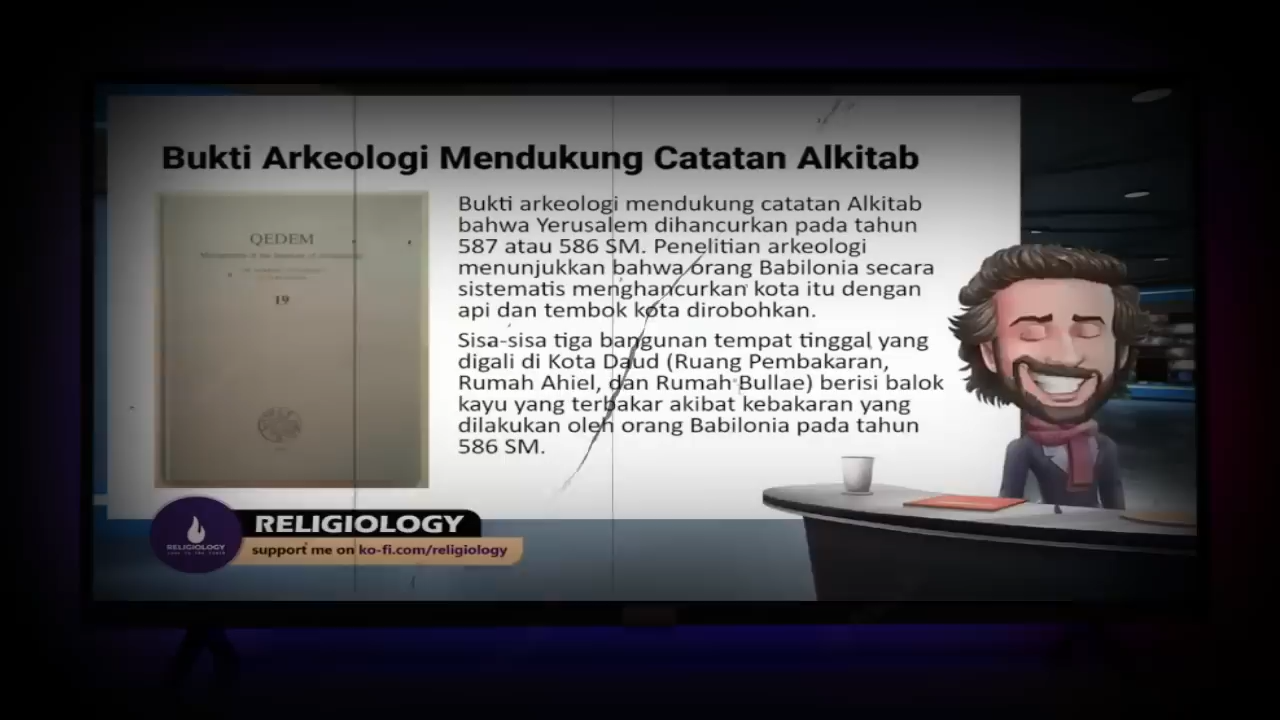 Bukti Arkeologi Mendukung Catatan Alkitab
QEDEM
19
Bukti arkeologi mendukung catatan Alkitab
bahwa Yerusalem dihancurkan pada tahun
587 atau 586 SM. Penelitian arkeologi
menunjukkan bahwa orang Babilonia secara
sistematis menghancurkan kota itu dengan
api dan tembok kota dirobohkan.
Sisa-sisa tiga bangunan tempat tinggal yang
digali di Kota Daud (Ruang Pembakaran,
Rumah Ahiel, dan Rumah Bullae) berisi balok
kayu yang terbakar akibat kebakaran yang
dilakukan oleh orang Babilonia pada tahun
586 SM.
RELIGIOLOGY
RELIGIOLOGY
support me on ko-fi.com/religiology